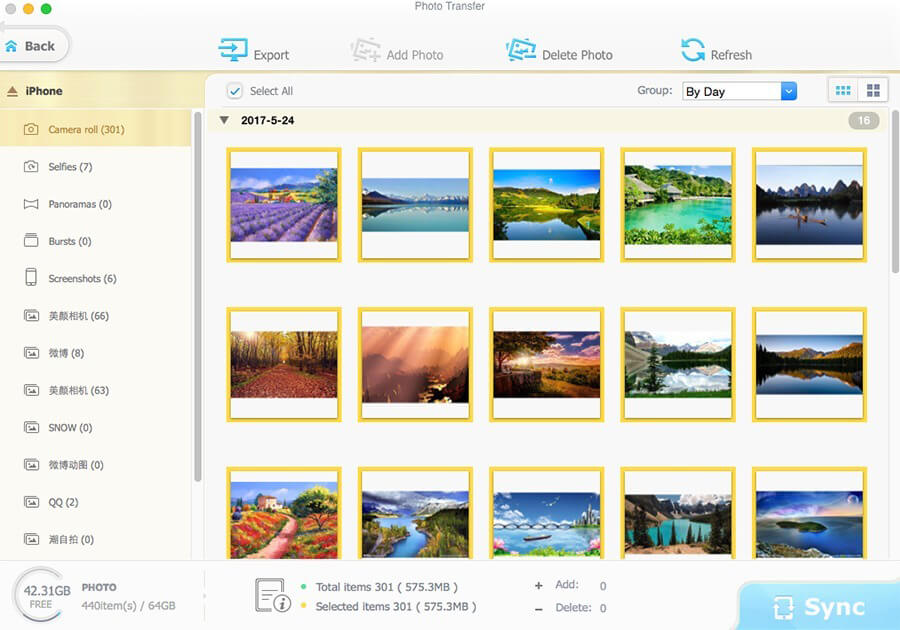 Photo Transfer
Back
Export
Add Photo
Delete Photo
Refresh
iPhone
Select All
Group:
By Day
2017-5-24
16
Camera roll (301)
Selfies (7)
Panoramas (0)
Bursts (0)
Screenshots (6)
美颜相机 (66)
微博 (8)
美颜相机 (63)
SNOW (0)
微博动图 (0)
QQ (2)
潮自拍 (0)
42.31GB
FREE
PHOTO
440item(s) / 64GB
Total items 301 ( 575.3MB )
Selected items 301 ( 575.3MB )
+ Add: 0
− Delete: 0
Sync